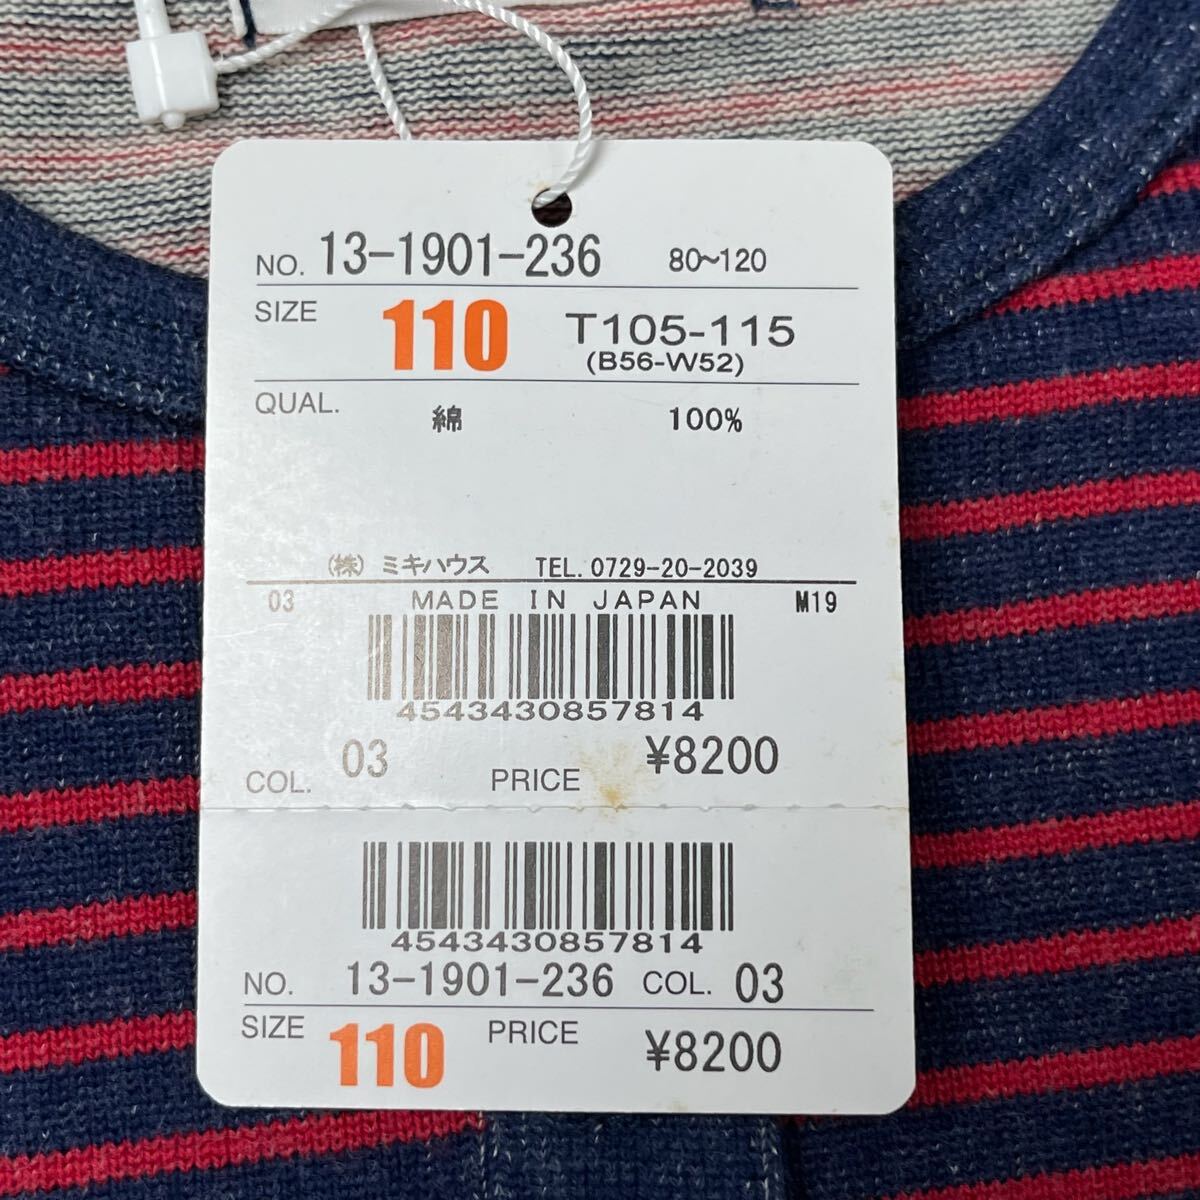 NO. 13-1901-236 80~120
SIZE 110 T105-115
(B56-W52)
QUAL. 綿 100%
(株) ミキハウス TEL. 0729-20-2039
03 MADE IN JAPAN M19
4543430857814
COL. 03 PRICE ¥8200
4543430857814
NO. 13-1901-236 COL. 03
SIZE 110 PRICE ¥8200